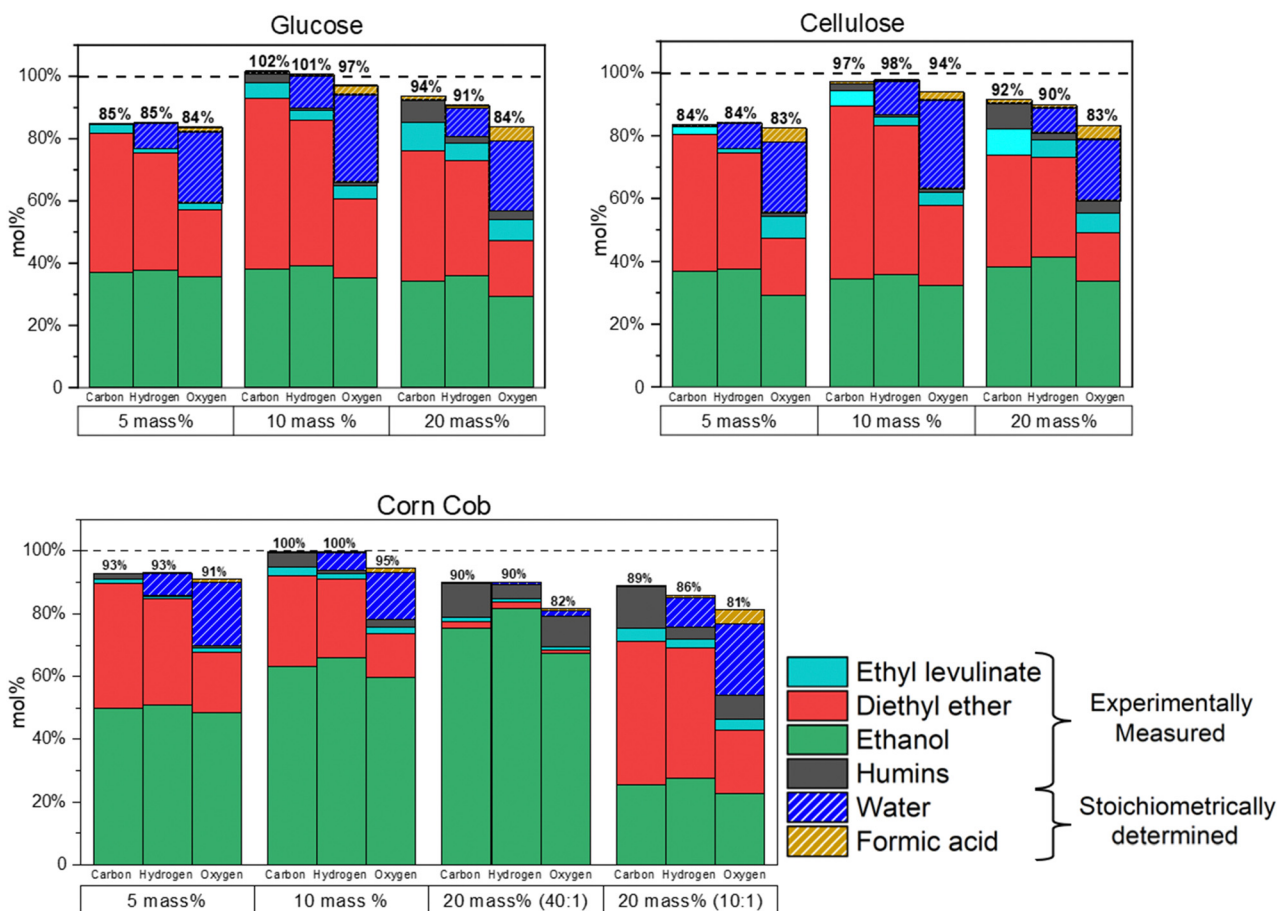 Glucose
mol%
100%
80%
60%
40%
20%
0
85% 85% 84%
102% 101% 97%
94% 91% 84%
Carbon Hydrogen Oxygen Carbon Hydrogen Oxygen Carbon Hydrogen Oxygen
5 mass% 10 mass % 20 mass%
Cellulose
mol%
100%
80%
60%
40%
20%
0
84% 84% 83%
97% 98% 94%
92% 90% 83%
Carbon Hydrogen Oxygen Carbon Hydrogen Oxygen Carbon Hydrogen Oxygen
5 mass% 10 mass % 20 mass%
Corn Cob
mol%
100%
80%
60%
40%
20%
0
93% 93% 91%
100% 100% 95%
90% 90% 82%
89% 86% 81%
Carbon Hydrogen Oxygen Carbon Hydrogen Oxygen Carbon Hydrogen Oxygen Carbon Hydrogen Oxygen
5 mass% 10 mass % 20 mass% (40:1) 20 mass% (10:1)
Ethyl levulinate
Diethyl ether
Ethanol
Humins
Water
Formic acid
Experimentally
Measured
Stoichiometrically
determined